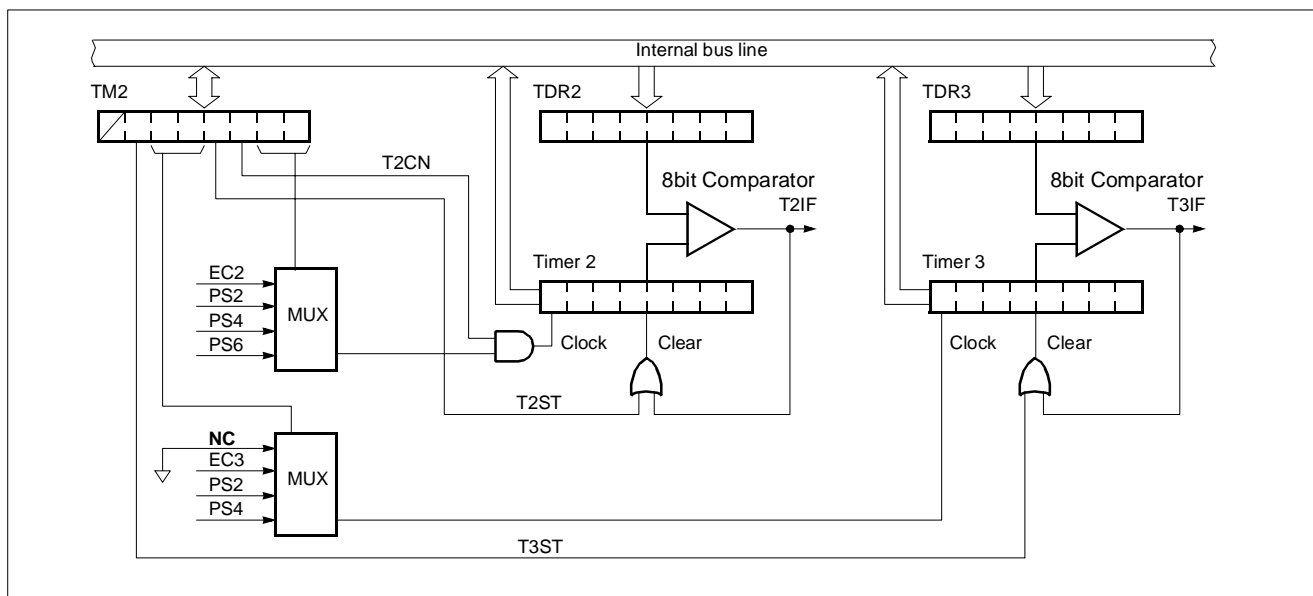 Internal bus line
TM2
TDR2
TDR3
T2CN
8bit Comparator
T2IF
8bit Comparator
T3IF
Timer 2
Timer 3
EC2
PS2
PS4
PS6
MUX
Clock
Clear
Clock
Clear
T2ST
NC
EC3
PS2
PS4
MUX
T3ST